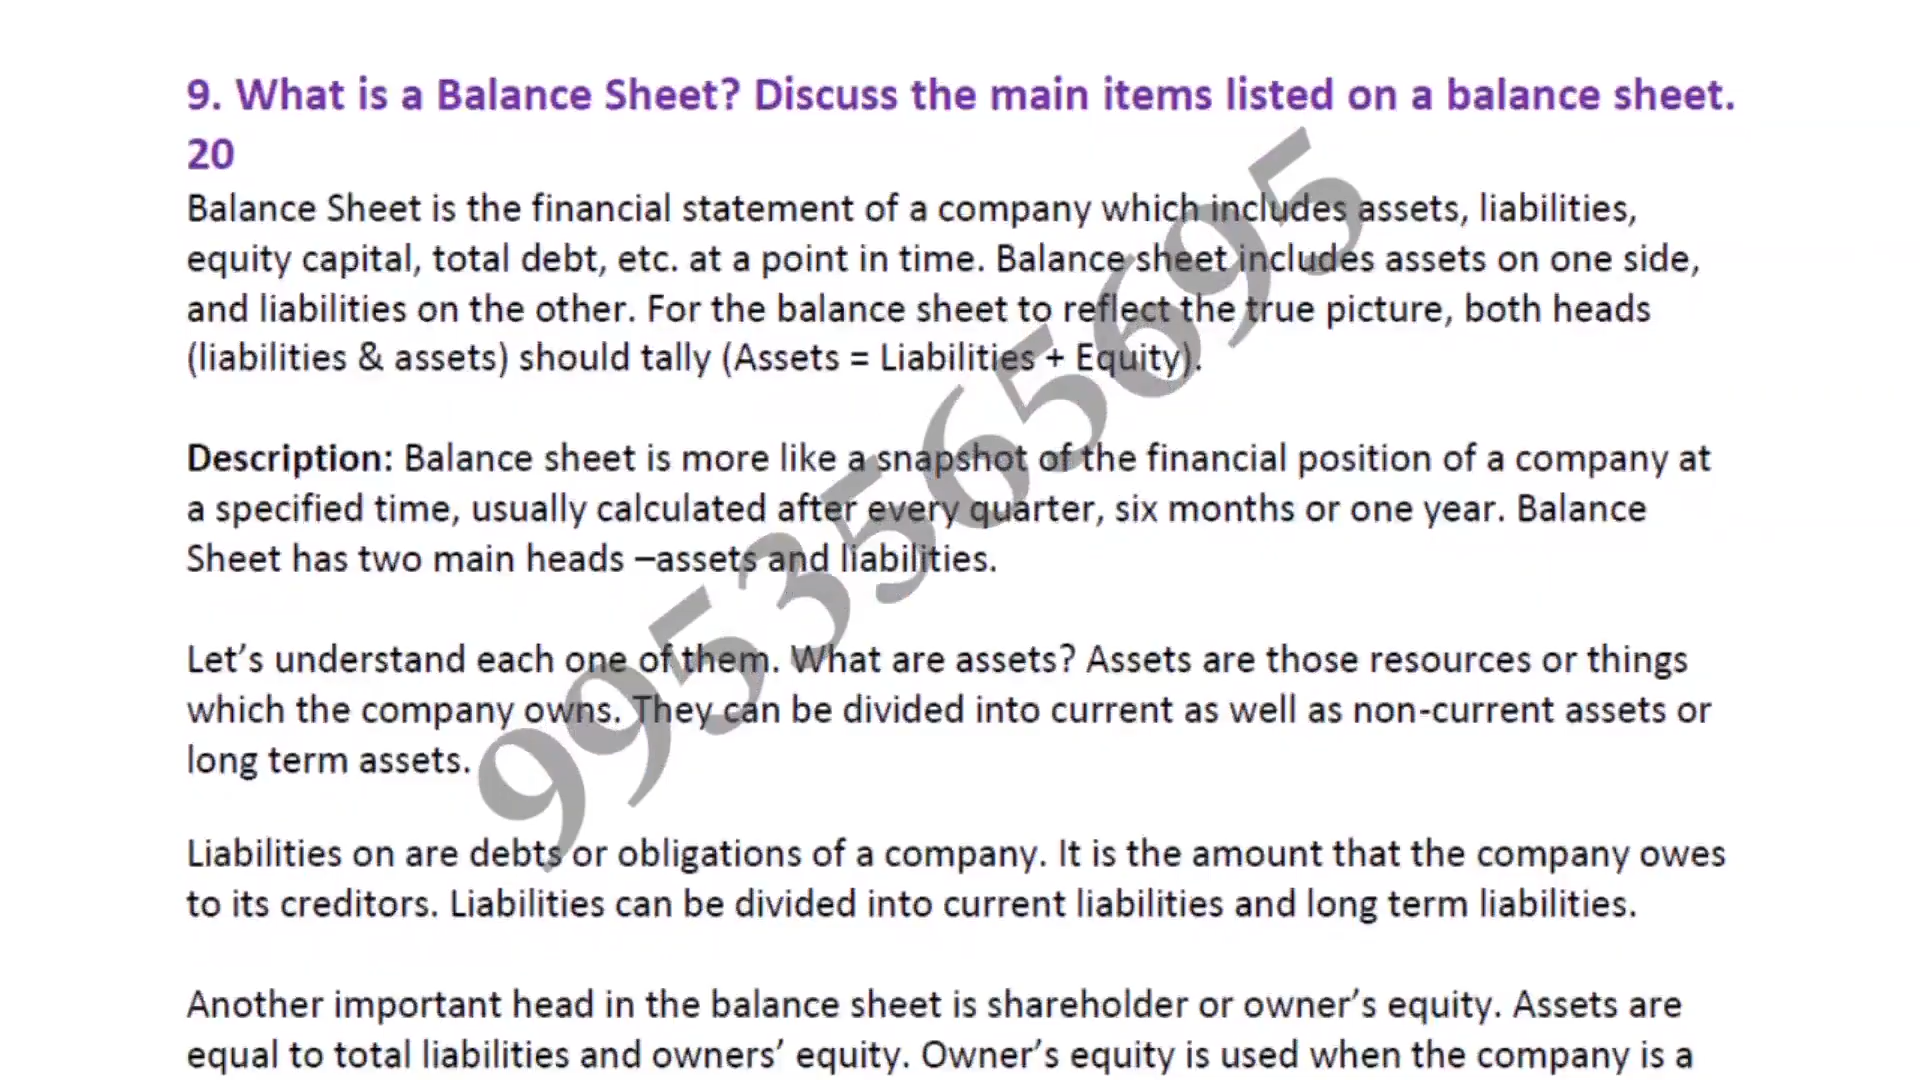 9. What is a Balance Sheet? Discuss the main items listed on a balance sheet.
20
Balance Sheet is the financial statement of a company which includes assets, liabilities,
equity capital, total debt, etc. at a point in time. Balance sheet includes assets on one side,
and liabilities on the other. For the balance sheet to reflect the true picture, both heads
(liabilities & assets) should tally (Assets = Liabilities + Equity).
Description: Balance sheet is more like a snapshot of the financial position of a company at
a specified time, usually calculated after every quarter, six months or one year. Balance
Sheet has two main heads –assets and liabilities.
Let’s understand each one of them. What are assets? Assets are those resources or things
which the company owns. They can be divided into current as well as non-current assets or
long term assets.
Liabilities on are debts or obligations of a company. It is the amount that the company owes
to its creditors. Liabilities can be divided into current liabilities and long term liabilities.
Another important head in the balance sheet is shareholder or owner’s equity. Assets are
equal to total liabilities and owners’ equity. Owner’s equity is used when the company is a
9953565695